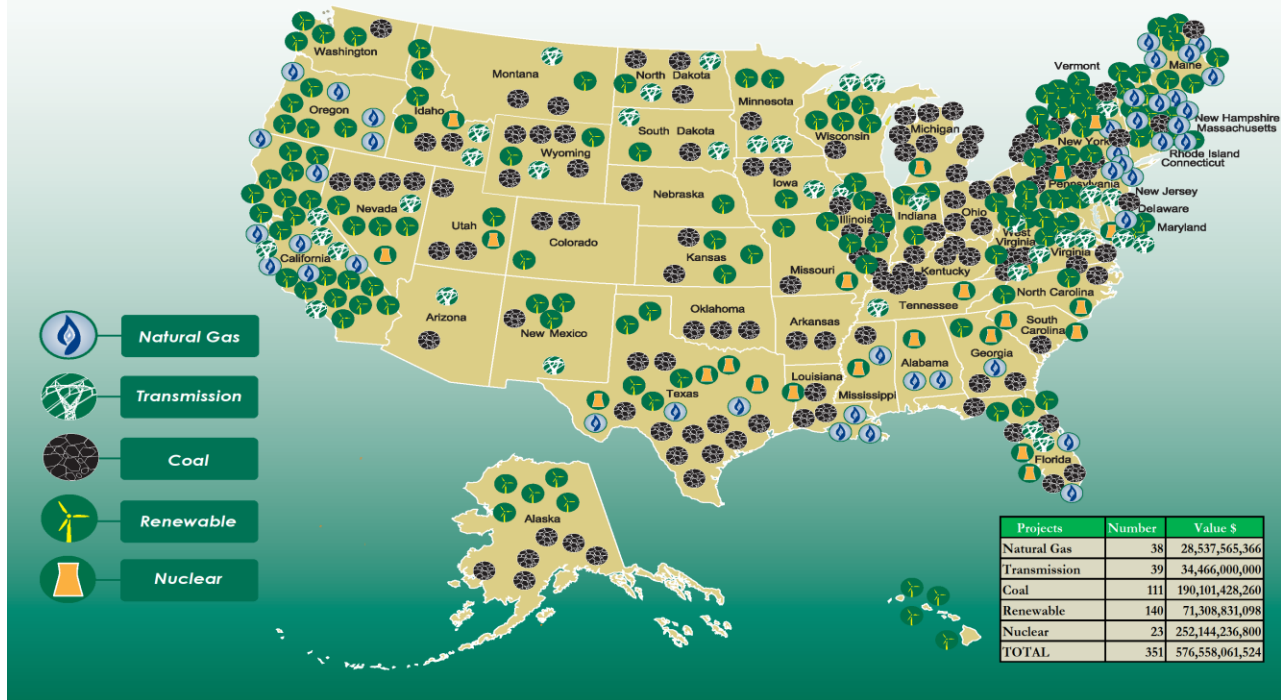 Washington
Montana
North Dakota
Minnesota
Vermont
Maine
Oregon
Idaho
Wyoming
South Dakota
Wisconsin
Michigan
New York
New Hampshire
Massachusetts
Rhode Island
Connecticut
Nebraska
Iowa
Pennsylvania
New Jersey
Delaware
Maryland
Nevada
Utah
Colorado
Kansas
Illinois
Indiana
Ohio
West
Virginia
Virginia
California
Missouri
Kentucky
Arizona
New Mexico
Oklahoma
Arkansas
Tennessee
North Carolina
South
Carolina
Texas
Louisiana
Mississippi
Alabama
Georgia
Florida
Alaska
Natural Gas
Transmission
Coal
Renewable
Nuclear
Projects Number Value $
Natural Gas 38 28,537,565,366
Transmission 39 34,466,000,000
Coal 111 190,101,428,260
Renewable 140 71,308,831,098
Nuclear 23 252,144,236,800
TOTAL 351 576,558,061,524